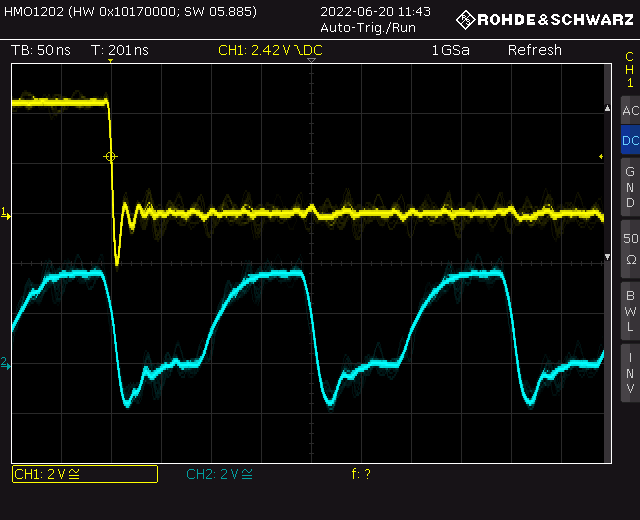 HMO1202 (HW 0x10170000; SW 05.885)
2022-06-20 11:43
Auto-Trig./Run
ROHDE&SCHWARZ
TB: 50 ns
T: 201 ns
CH1: 2.42 V \DC
1 GSa
Refresh
CH1
AC
DC
GND
50 Ω
BWL
INV
1
2
CH1: 2 V ≅
CH2: 2 V ≅
f: ?